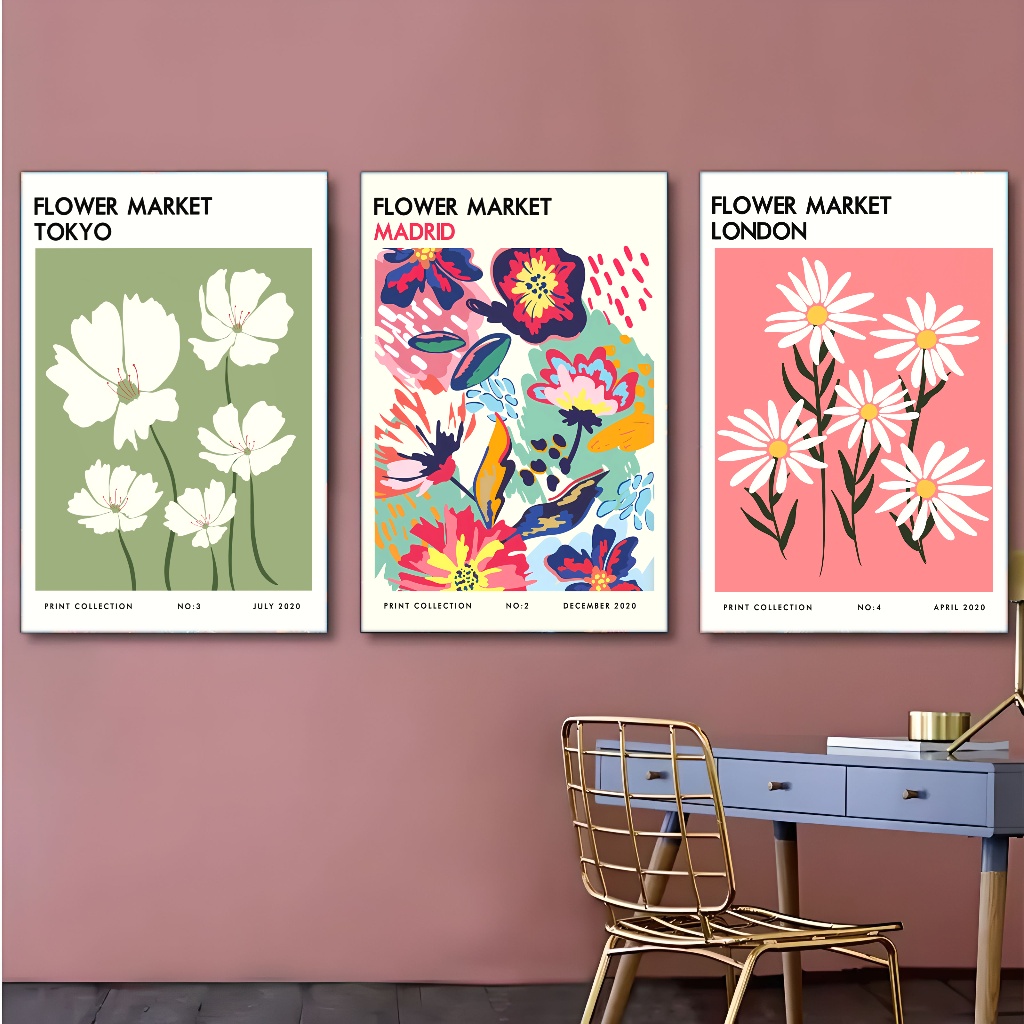 FLOWER MARKET
TOKYO
PRINT COLLECTION NO:3 JULY 2020
FLOWER MARKET
MADRID
PRINT COLLECTION NO:2 DECEMBER 2020
FLOWER MARKET
LONDON
PRINT COLLECTION NO:4 APRIL 2020